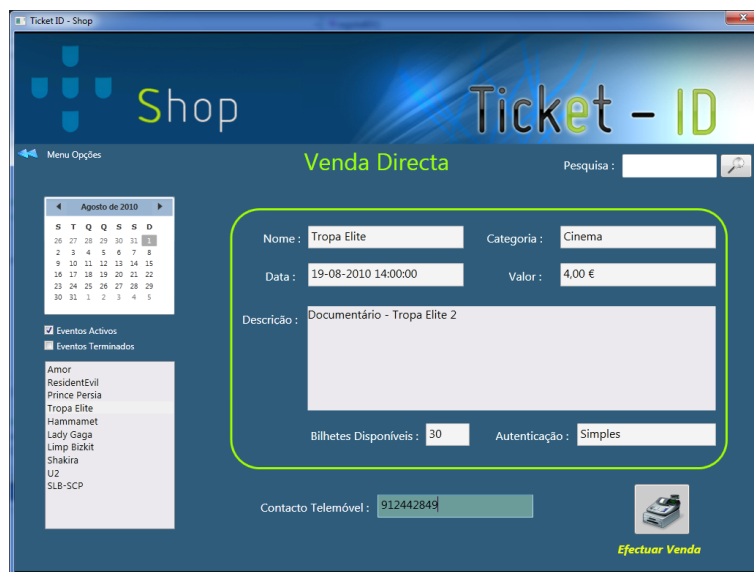 Ticket ID - Shop
Shop
Ticket - ID
Menu Opções
Venda Directa
Pesquisa :
Agosto de 2010
S T Q Q S S D
26 27 28 29 30 31 1
2 3 4 5 6 7 8
9 10 11 12 13 14 15
16 17 18 19 20 21 22
23 24 25 26 27 28 29
30 31 1 2 3 4 5
Eventos Activos
Eventos Terminados
Amor
ResidentEvil
Prince Persia
Tropa Elite
Hammamet
Lady Gaga
Limp Bizkit
Shakira
U2
SLB-SCP
Nome : Tropa Elite Categoria : Cinema
Data : 19-08-2010 14:00:00 Valor : 4,00 €
Descrição : Documentário - Tropa Elite 2
Bilhetes Disponíveis : 30 Autenticação : Simples
Contacto Telemóvel : 912442849
Efectuar Venda